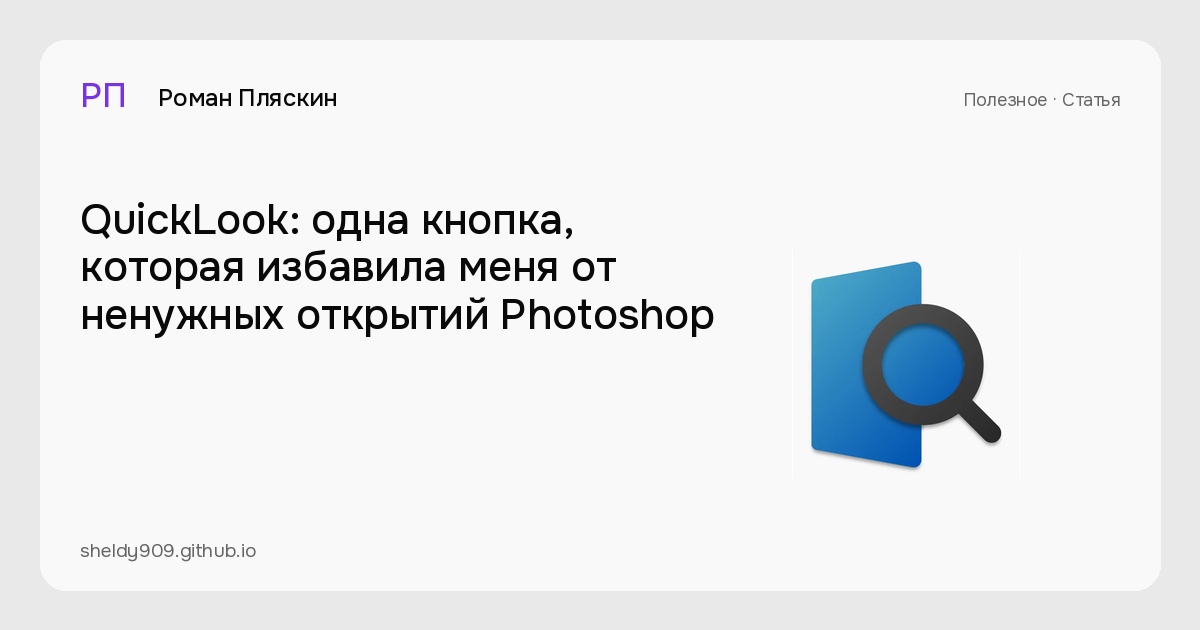 РП
Роман Пляскин
Полезное · Статья
QuickLook: одна кнопка,
которая избавила меня от
ненужных открытий Photoshop
sheldy909.github.io